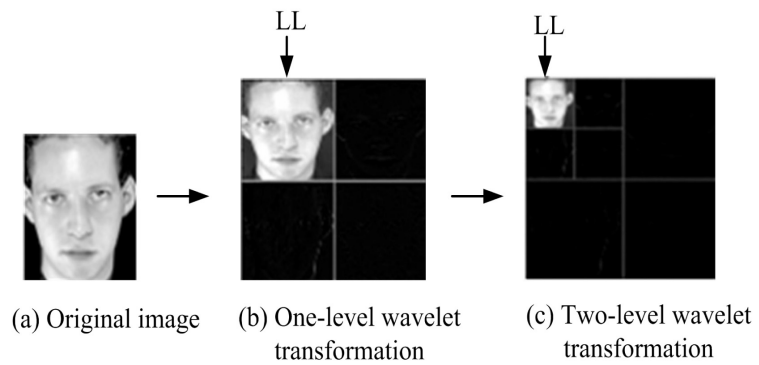 LL
LL
(a) Original image
(b) One-level wavelet
transformation
(c) Two-level wavelet
transformation